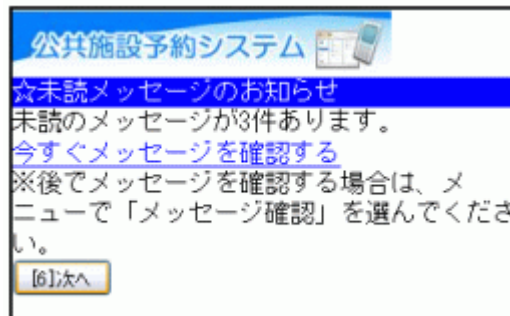 公共施設予約システム
☆未読メッセージのお知らせ
未読のメッセージが3件あります。
今すぐメッセージを確認する
※後でメッセージを確認する場合は、メ
ニューで「メッセージ確認」を選んでくださ
い。
[6]次へ